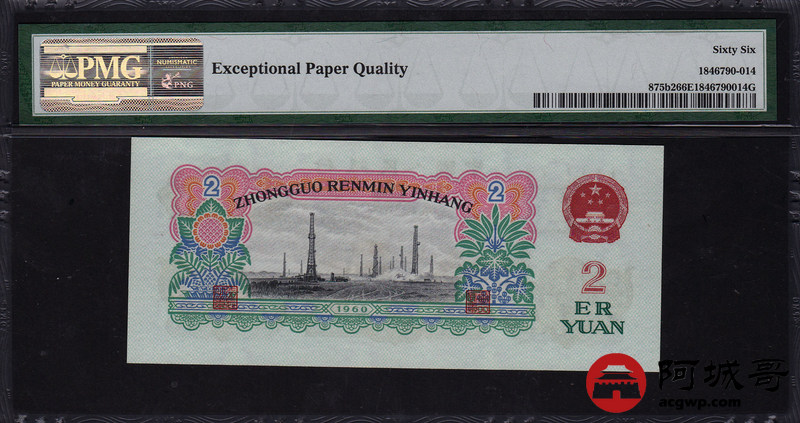 PMG
PAPER MONEY GUARANTY
NUMISMATIC
PNG
Exceptional Paper Quality
Sixty Six
1846790-014
875b266E1846790014G
2
2
ZHONGGUO RENMIN YINHANG
1960
2
ER
YUAN
阿城哥
acgwp.com